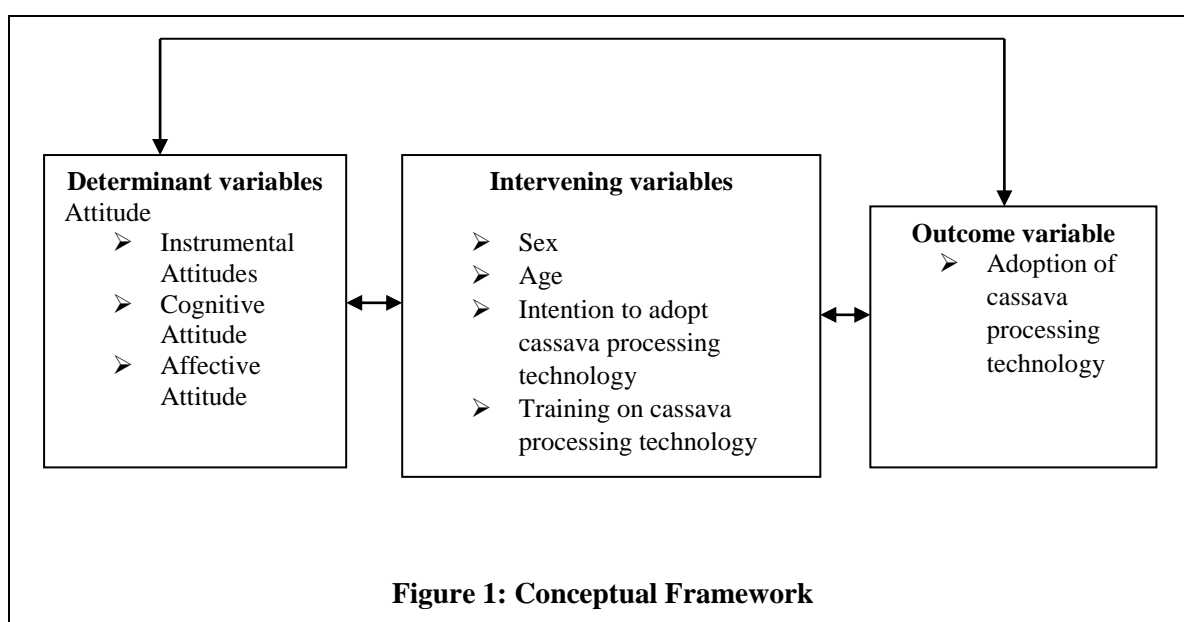 Determinant variables
Attitude
➢ Instrumental
Attitudes
➢ Cognitive
Attitude
➢ Affective
Attitude
Intervening variables
➢ Sex
➢ Age
➢ Intention to adopt
cassava processing
technology
➢ Training on cassava
processing technology
Outcome variable
➢ Adoption of
cassava
processing
technology
Figure 1: Conceptual Framework